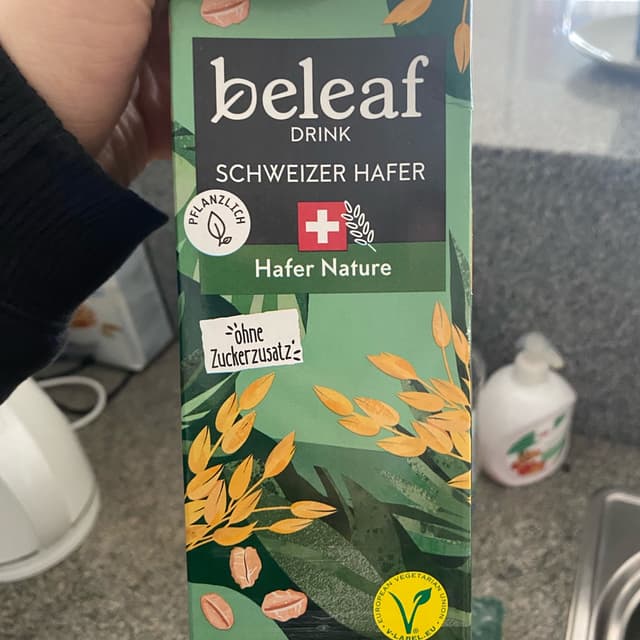 beleaf
DRINK
SCHWEIZER HAFER
PFLANZLICH
Hafer Nature
ohne
Zuckerzusatz
EUROPEAN VEGETARIAN UNION
V-LABEL.EU